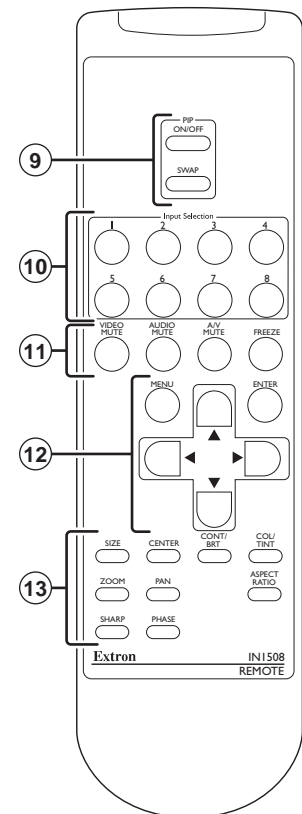 PIP
ON/OFF
9
SWAP
Input Selection
1 2 3 4
10
5 6 7 8
VIDEO MUTE AUDIO MUTE A/V MUTE FREEZE
11
MENU ENTER
12
SIZE CENTER CONT/ BRT COL/ TINT
13
ZOOM PAN ASPECT RATIO
SHARP PHASE
Extron IN1508
REMOTE